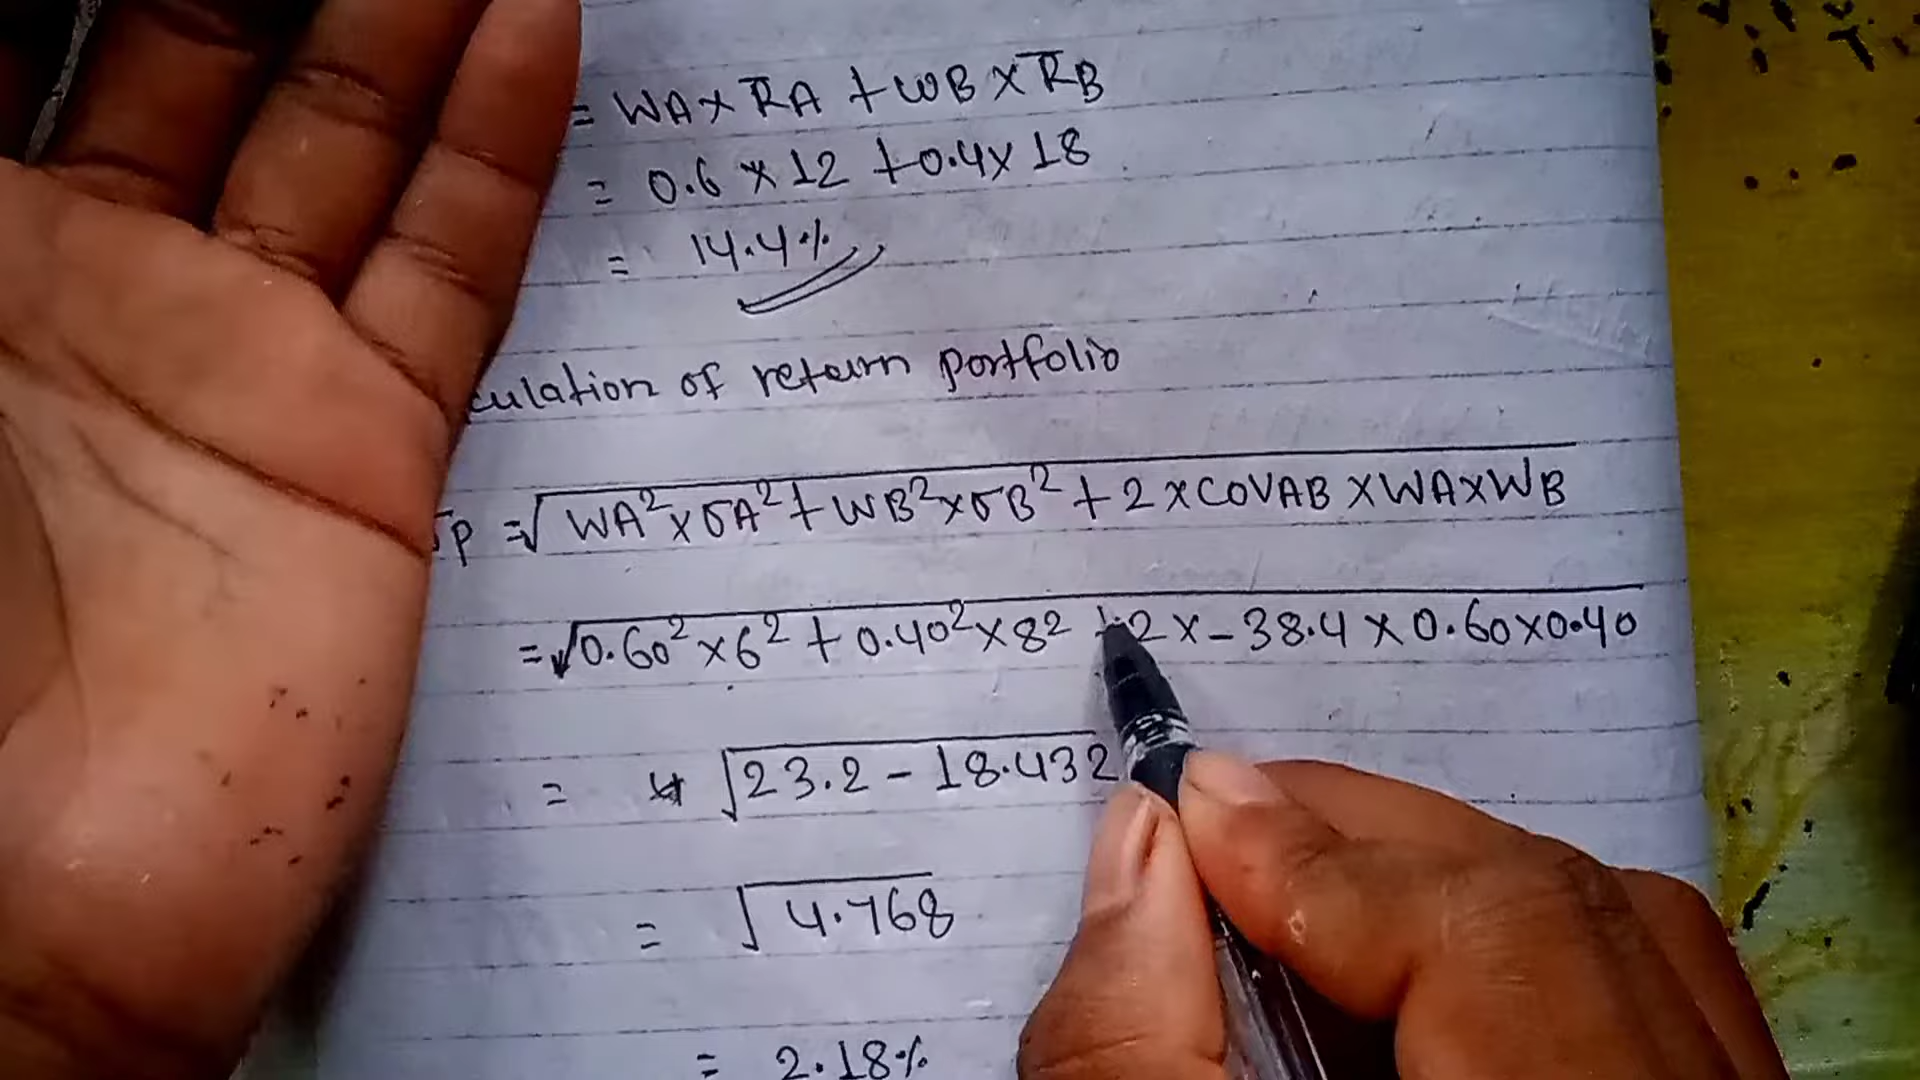 = WA× R̅A + WB × R̅B
= 0.6 × 12 + 0.4× 18
= 14.4%
culation of return portfolio
σp = √WA²×σA²+WB²×σB²+2×COVAB×WA×WB
= √0.60²×6²+0.40²×8²+2×-38.4×0.60×0.40
= √23.2-18.432
= √4.768
= 2.18%